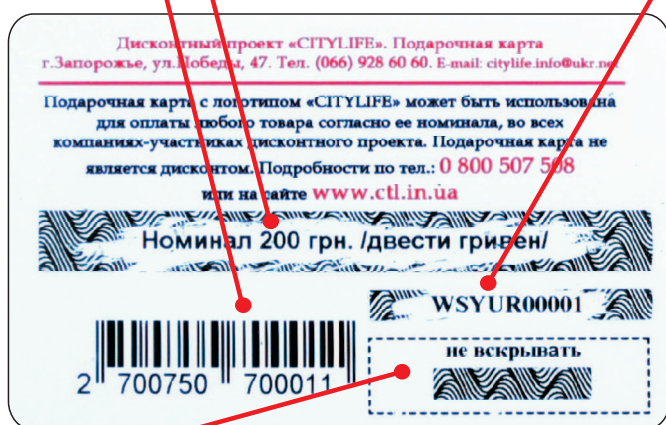 Дисконтный проект «CITYLIFE». Подарочная карта
г.Запорожье, ул.Победы, 47. Тел. (066) 928 60 60. E-mail: citylife.info@ukr.net
Подарочная карта с логотипом «CITYLIFE» может быть использована
для оплаты любого товара согласно ее номинала, во всех
компаниях-участниках дисконтного проекта. Подарочная карта не
является дисконтом. Подробности по тел.: 0 800 507 508
или на сайте www.ctl.in.ua
Номинал 200 грн. /двести гривен/
WSYUR00001
не вскрывать
2 700750 700011